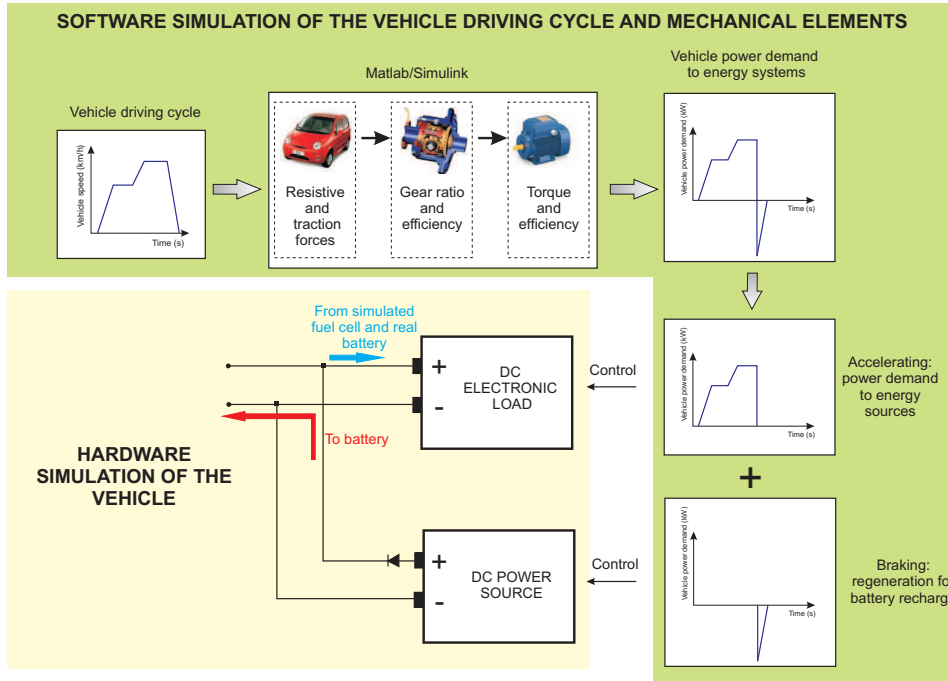 SOFTWARE SIMULATION OF THE VEHICLE DRIVING CYCLE AND MECHANICAL ELEMENTS
Vehicle driving cycle
Vehicle speed (km/h)
Time (s)
Matlab/Simulink
Resistive
and
traction
forces
Gear ratio
and
efficiency
Torque
and
efficiency
Vehicle power demand
to energy systems
Vehicle power demand (kW)
Time (s)
Accelerating:
power demand
to energy
sources
Vehicle power demand (kW)
Time (s)
+
Braking:
regeneration fo
battery recharg
Vehicle power demand (kW)
Time (s)
From simulated
fuel cell and real
battery
+
-
DC
ELECTRONIC
LOAD
Control
To battery
HARDWARE
SIMULATION OF THE
VEHICLE
+
-
DC POWER
SOURCE
Control